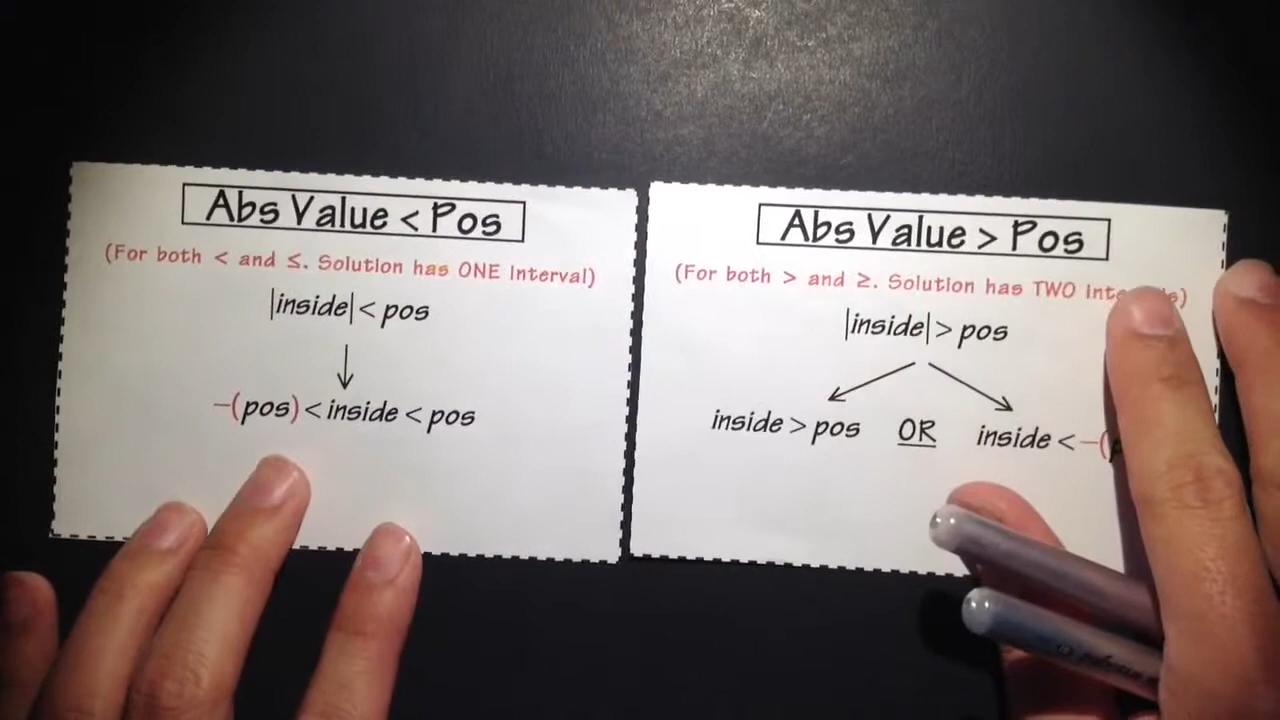 Abs Value < Pos
(For both < and ≤. Solution has ONE Interval)
|inside| < pos
-(pos) < inside < pos
Abs Value > Pos
(For both > and ≥. Solution has TWO
|inside| > pos
inside > pos OR inside < -(